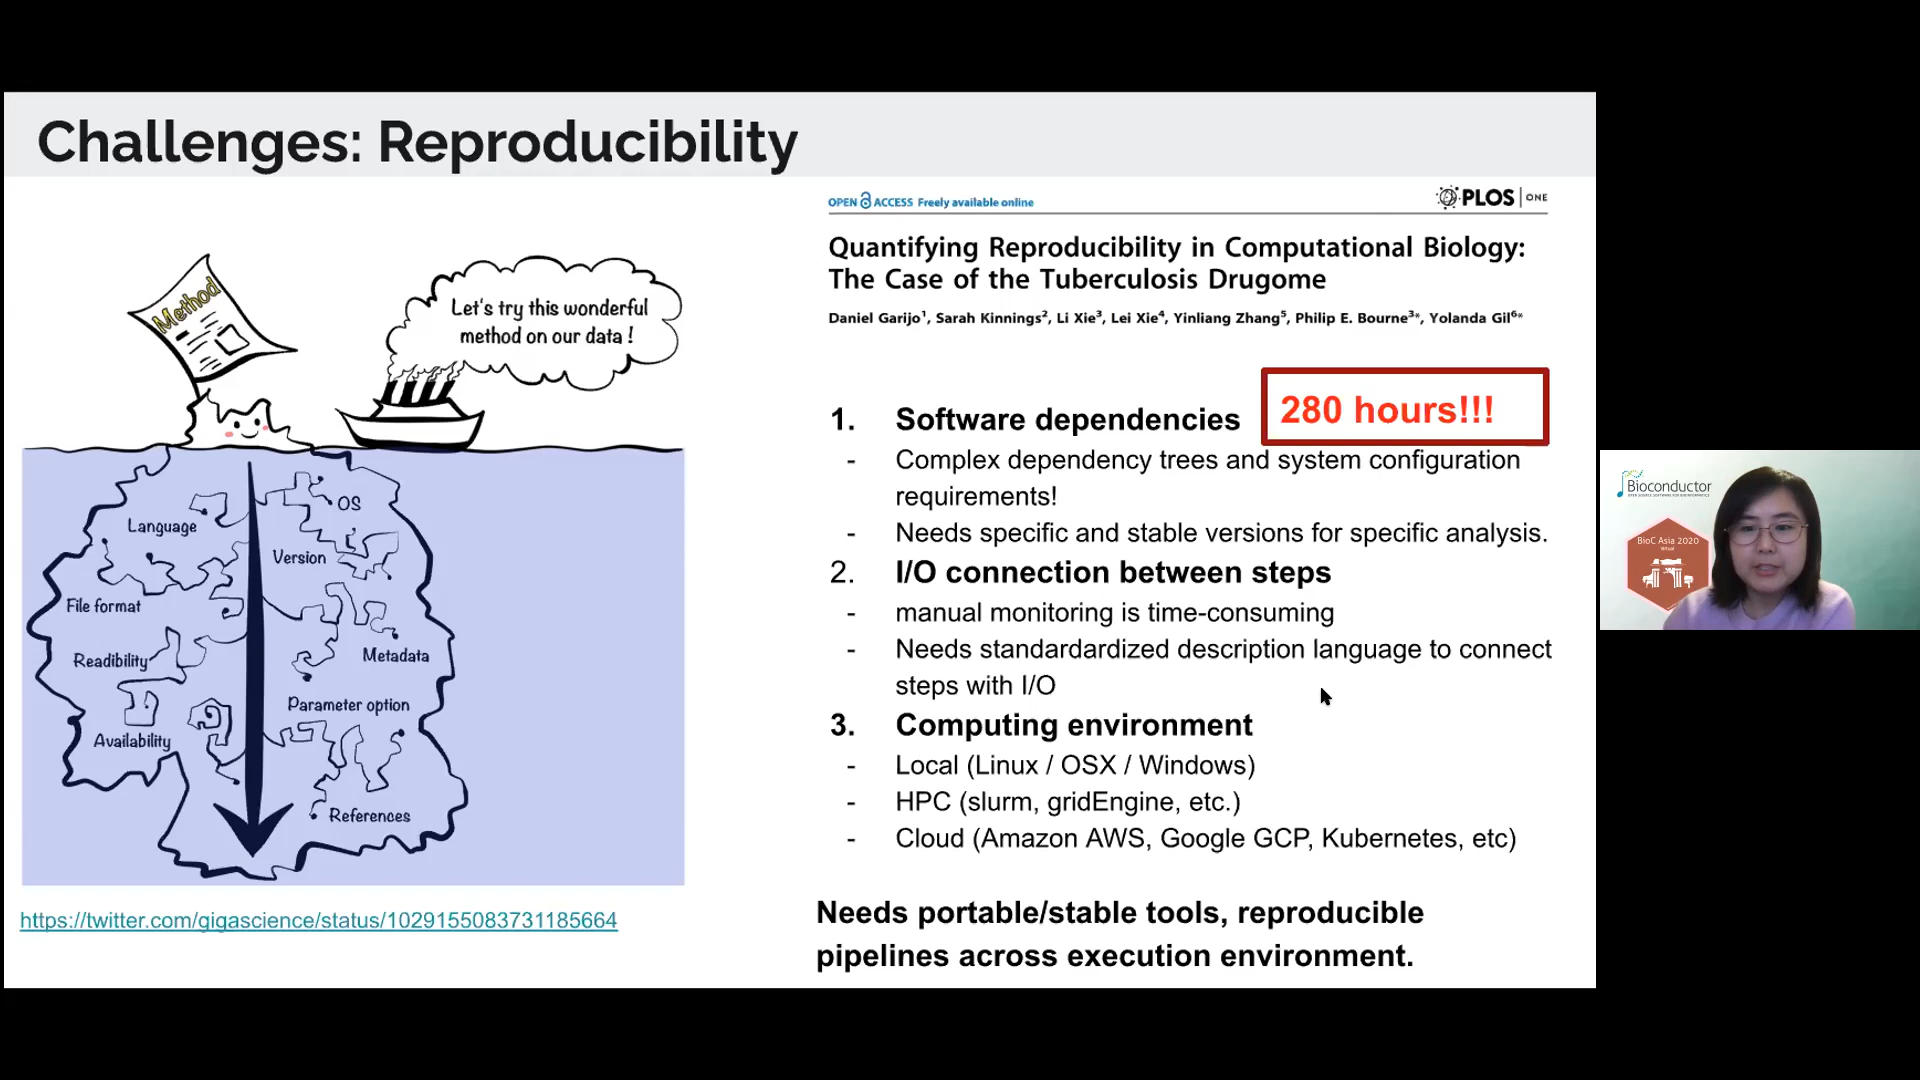 Challenges: Reproducibility
Method
Let's try this wonderful
method on our data !
Language
OS
Version
File format
Readibility
Metadata
Parameter option
Availability
References
https://twitter.com/gigascience/status/1029155083731185664
OPEN ACCESS Freely available online
PLOS | ONE
Quantifying Reproducibility in Computational Biology:
The Case of the Tuberculosis Drugome
Daniel Garijo1, Sarah Kinnings2, Li Xie3, Lei Xie4, Yinliang Zhang5, Philip E. Bourne3*, Yolanda Gil6*
280 hours!!!
1. Software dependencies
- Complex dependency trees and system configuration
requirements!
- Needs specific and stable versions for specific analysis.
2. I/O connection between steps
- manual monitoring is time-consuming
- Needs standardardized description language to connect
steps with I/O
3. Computing environment
- Local (Linux / OSX / Windows)
- HPC (slurm, gridEngine, etc.)
- Cloud (Amazon AWS, Google GCP, Kubernetes, etc)
Needs portable/stable tools, reproducible
pipelines across execution environment.
Bioconductor
OPEN SOURCE SOFTWARE FOR BIOINFORMATICS
BioC Asia 2020
Virtual